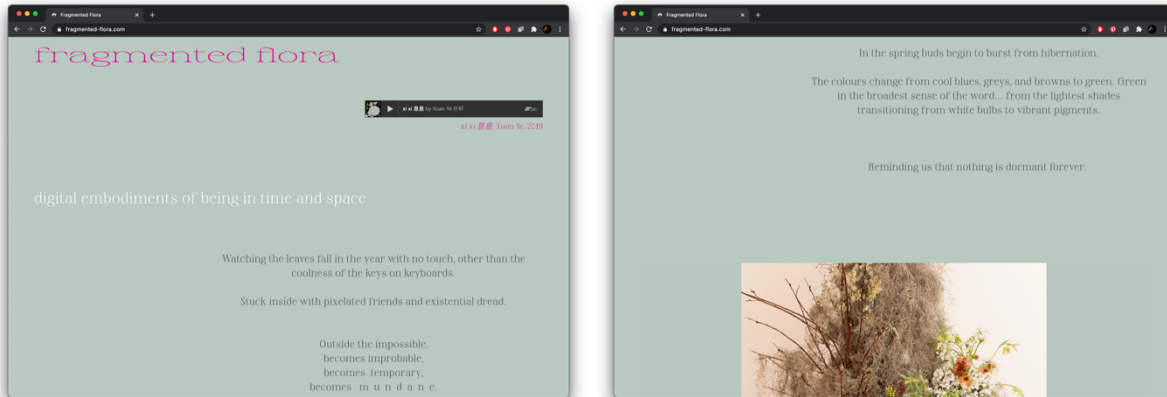 Fragmented Flora
fragmented-flora.com
fragmented flora
xi xi 息息 by Xuan Ye 叶轩
xi xi 息息, Xuan Ye, 2019
digital embodiments of being in time and space
Watching the leaves fall in the year with no touch, other than the
coolness of the keys on keyboards.
Stuck inside with pixelated friends and existential dread.
Outside the impossible,
becomes improbable,
becomes temporary,
becomes m u n d a n e.
Fragmented Flora
fragmented-flora.com
In the spring buds begin to burst from hibernation.
The colours change from cool blues, greys, and browns to green. Green
in the broadest sense of the word... from the lightest shades
transitioning from white bulbs to vibrant pigments.
Reminding us that nothing is dormant forever.